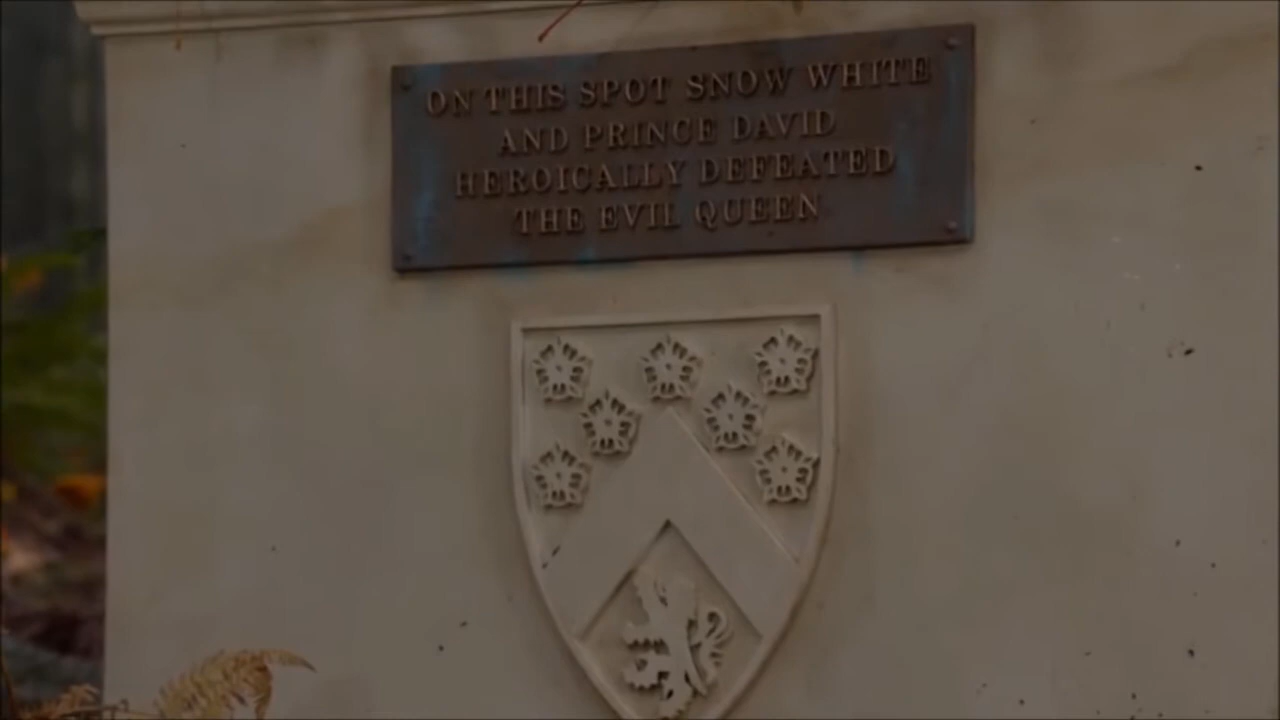 ON THIS SPOT SNOW WHITE
AND PRINCE DAVID
HEROICALLY DEFEATED
THE EVIL QUEEN